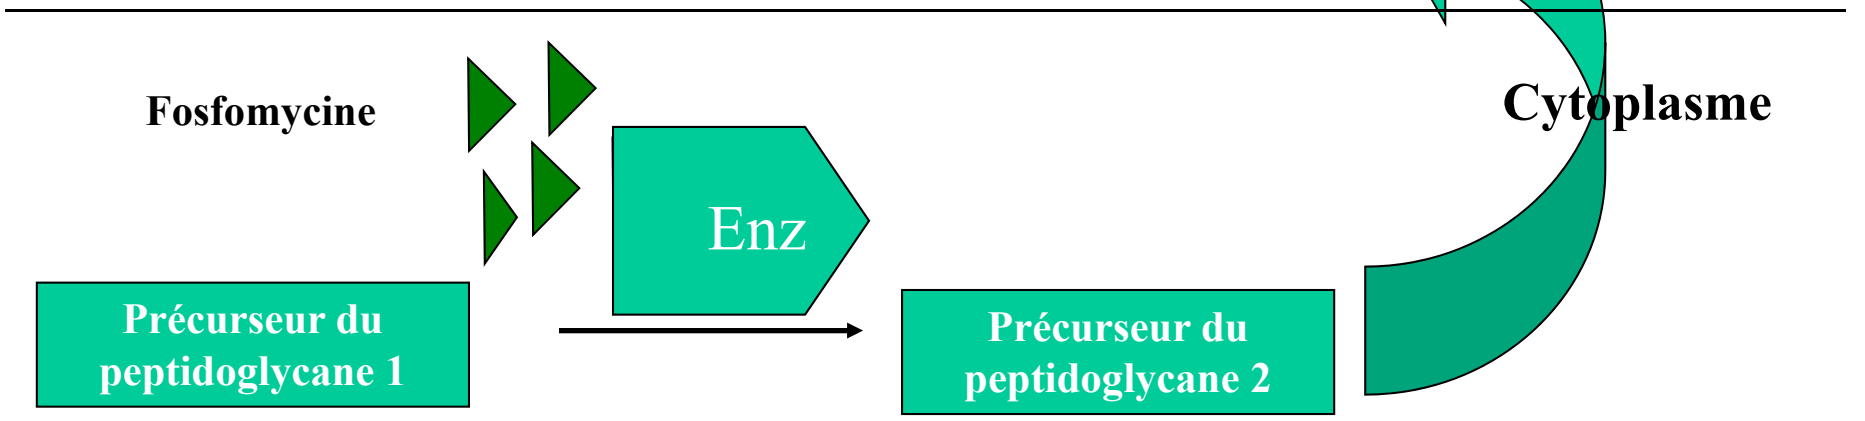 Fosfomycine
Cytoplasme
Enz
Précurseur du
peptidoglycane 1
Précurseur du
peptidoglycane 2